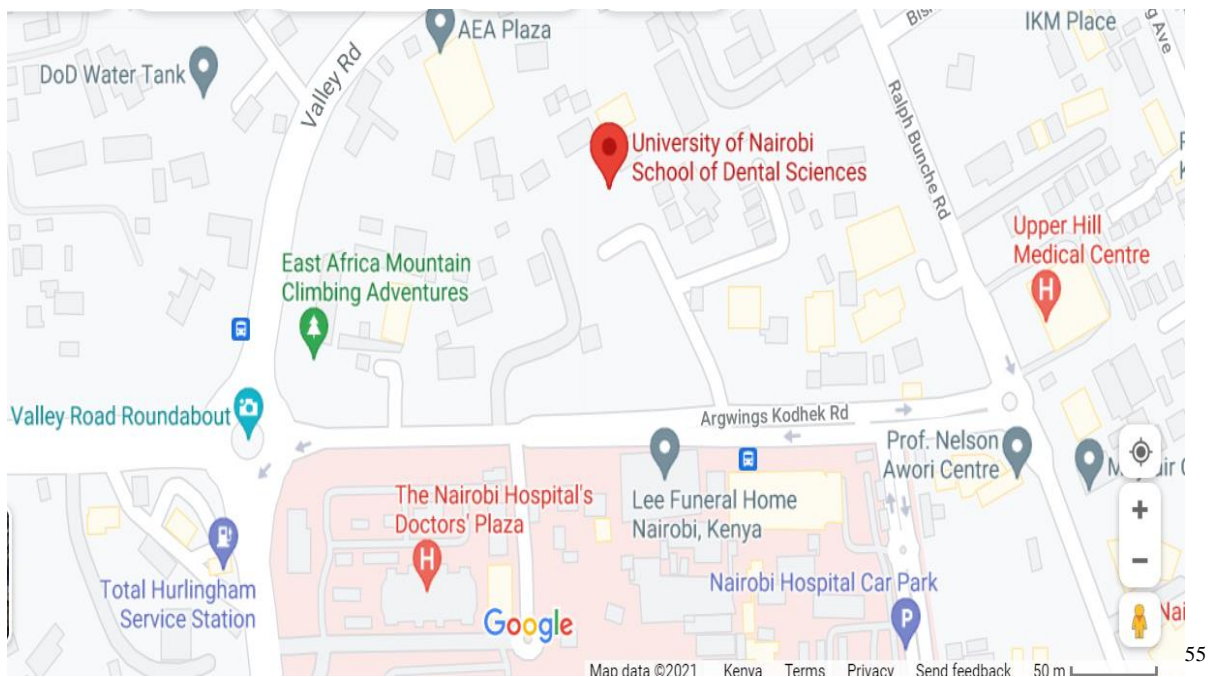 AEA Plaza
IKM Place
DoD Water Tank
Valley Rd
Ralph Bunche Rd
University of Nairobi
School of Dental Sciences
Upper Hill
Medical Centre
East Africa Mountain
Climbing Adventures
Valley Road Roundabout
Argwings Kodhek Rd
Prof. Nelson
Awori Centre
The Nairobi Hospital's
Doctors' Plaza
Lee Funeral Home
Nairobi, Kenya
Total Hurlingham
Service Station
Nairobi Hospital Car Park
Google
Nai
H
H
P
Map data ©2021 Kenya Terms Privacy Send feedback 50 m
55